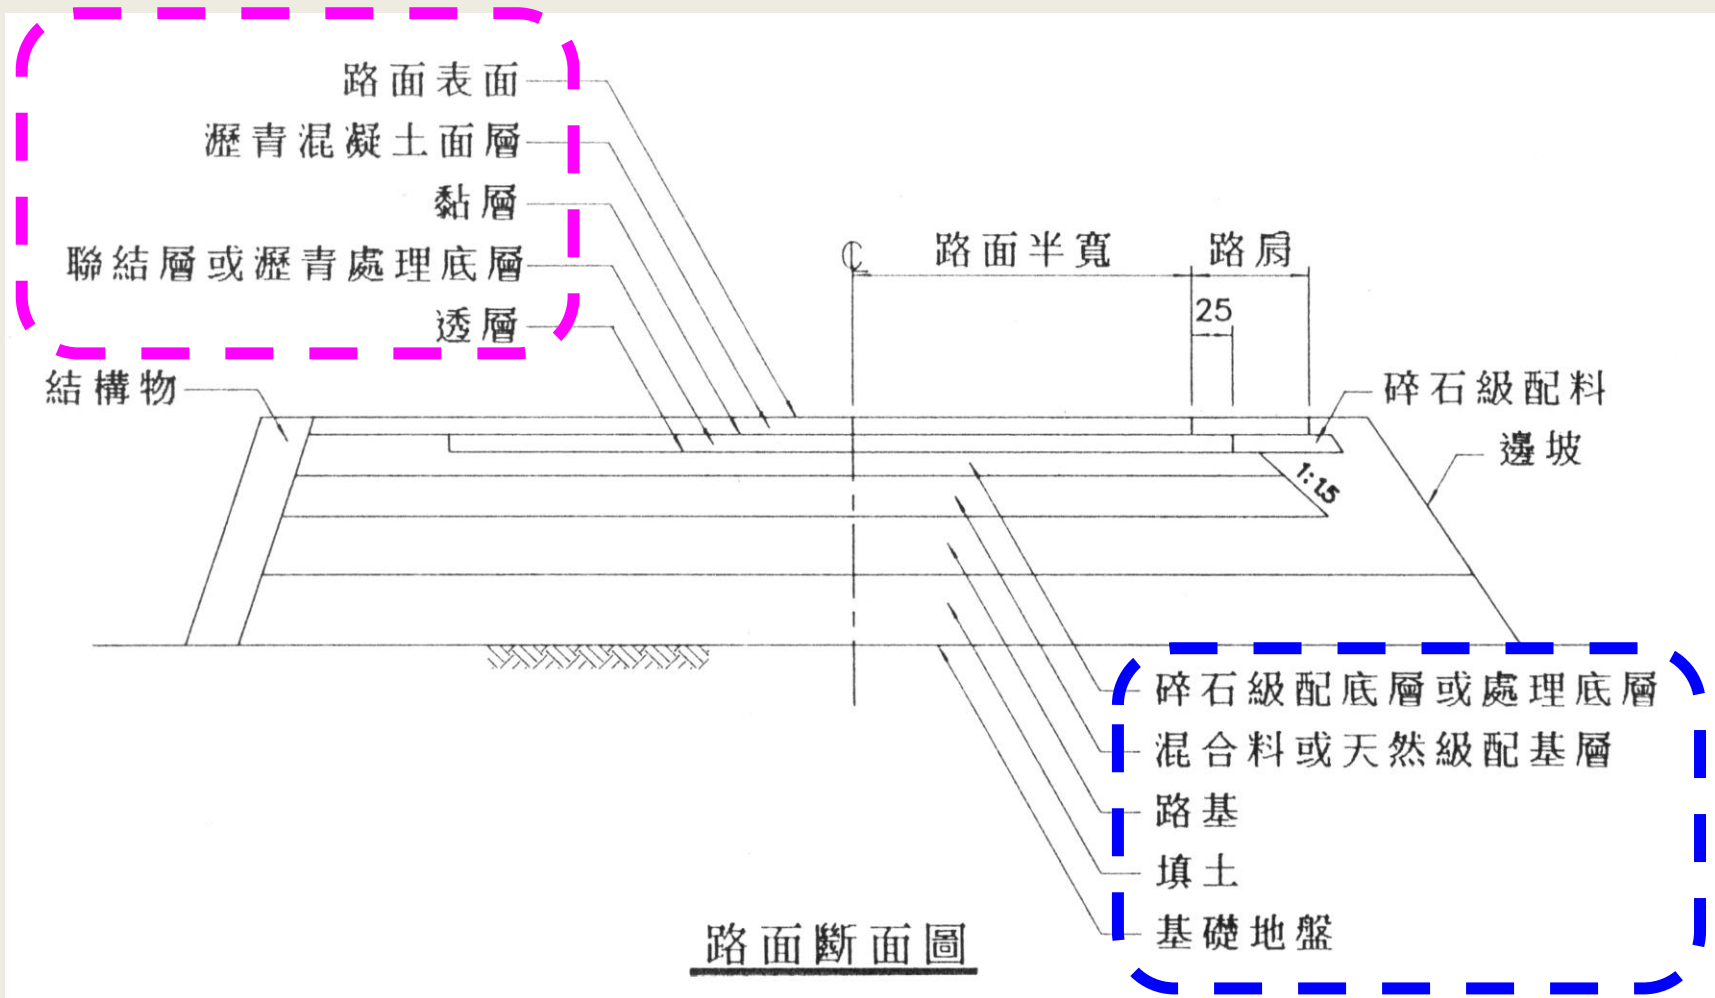 路面表面
瀝青混凝土面層
黏層
聯結層或瀝青處理底層
透層
結構物
℄
路面半寬
路肩
25
碎石級配料
邊坡
1:1.5
碎石級配底層或處理底層
混合料或天然級配基層
路基
填土
基礎地盤
路面斷面圖